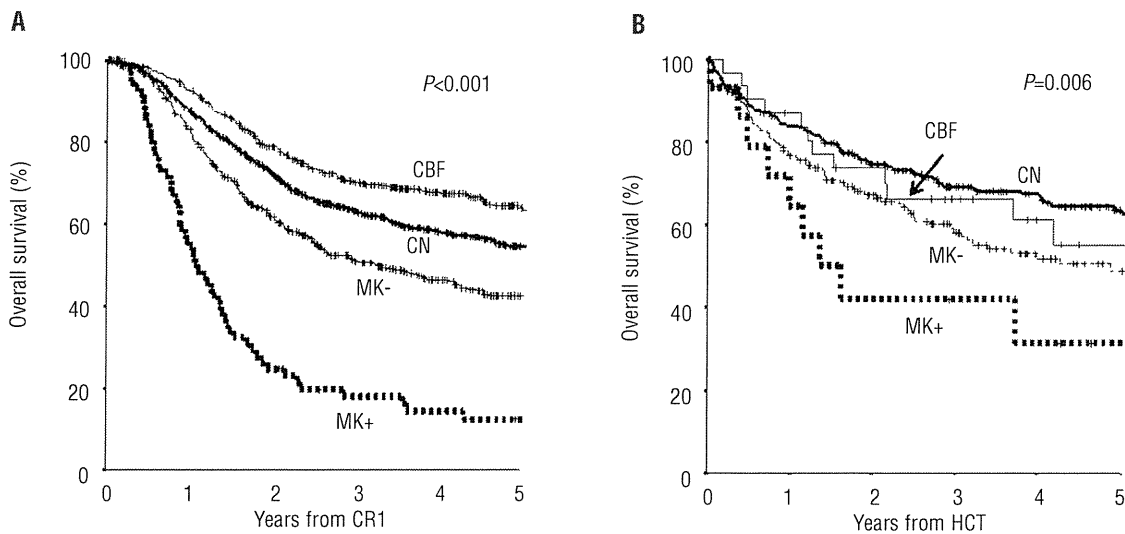 A
B
100
80
60
40
20
0
Overall survival (%)
P<0.001
CBF
CN
MK-
MK+
0 1 2 3 4 5
Years from CR1
100
80
60
40
20
0
Overall survival (%)
P=0.006
CBF
CN
MK-
MK+
0 1 2 3 4 5
Years from HCT